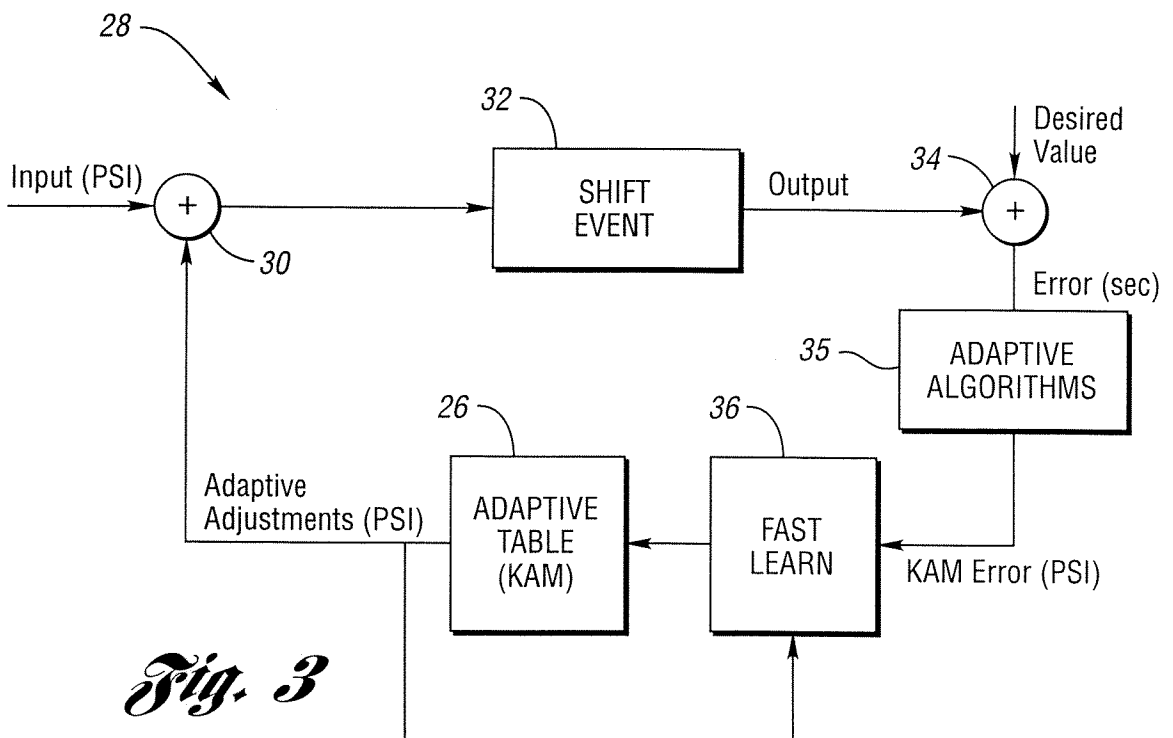 28
32
Desired
Value
34
Input (PSI)
+
SHIFT
EVENT
Output
+
30
Error (sec)
35
ADAPTIVE
ALGORITHMS
26
36
Adaptive
Adjustments (PSI)
ADAPTIVE
TABLE
(KAM)
FAST
LEARN
KAM Error (PSI)
Fig. 3